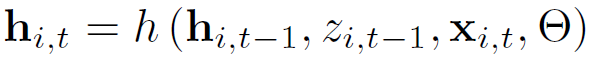 𝐡_{i,t} = h (𝐡_{i,t−1}, z_{i,t−1}, 𝐱_{i,t}, Θ)